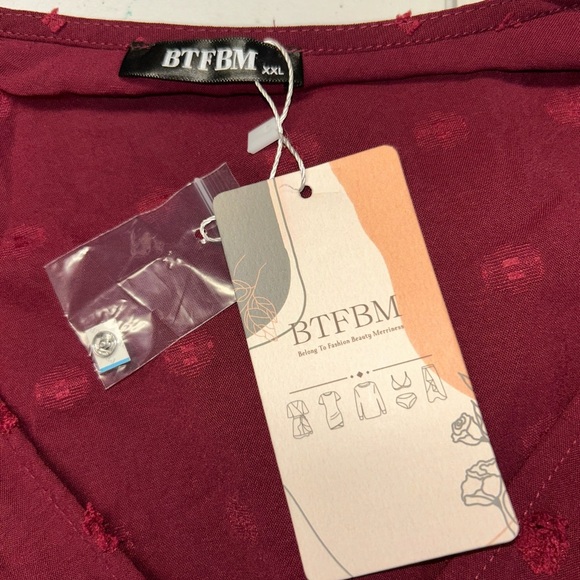 BTFBM
XXL
BTFBM
Belong To Fashion Beauty Merriness